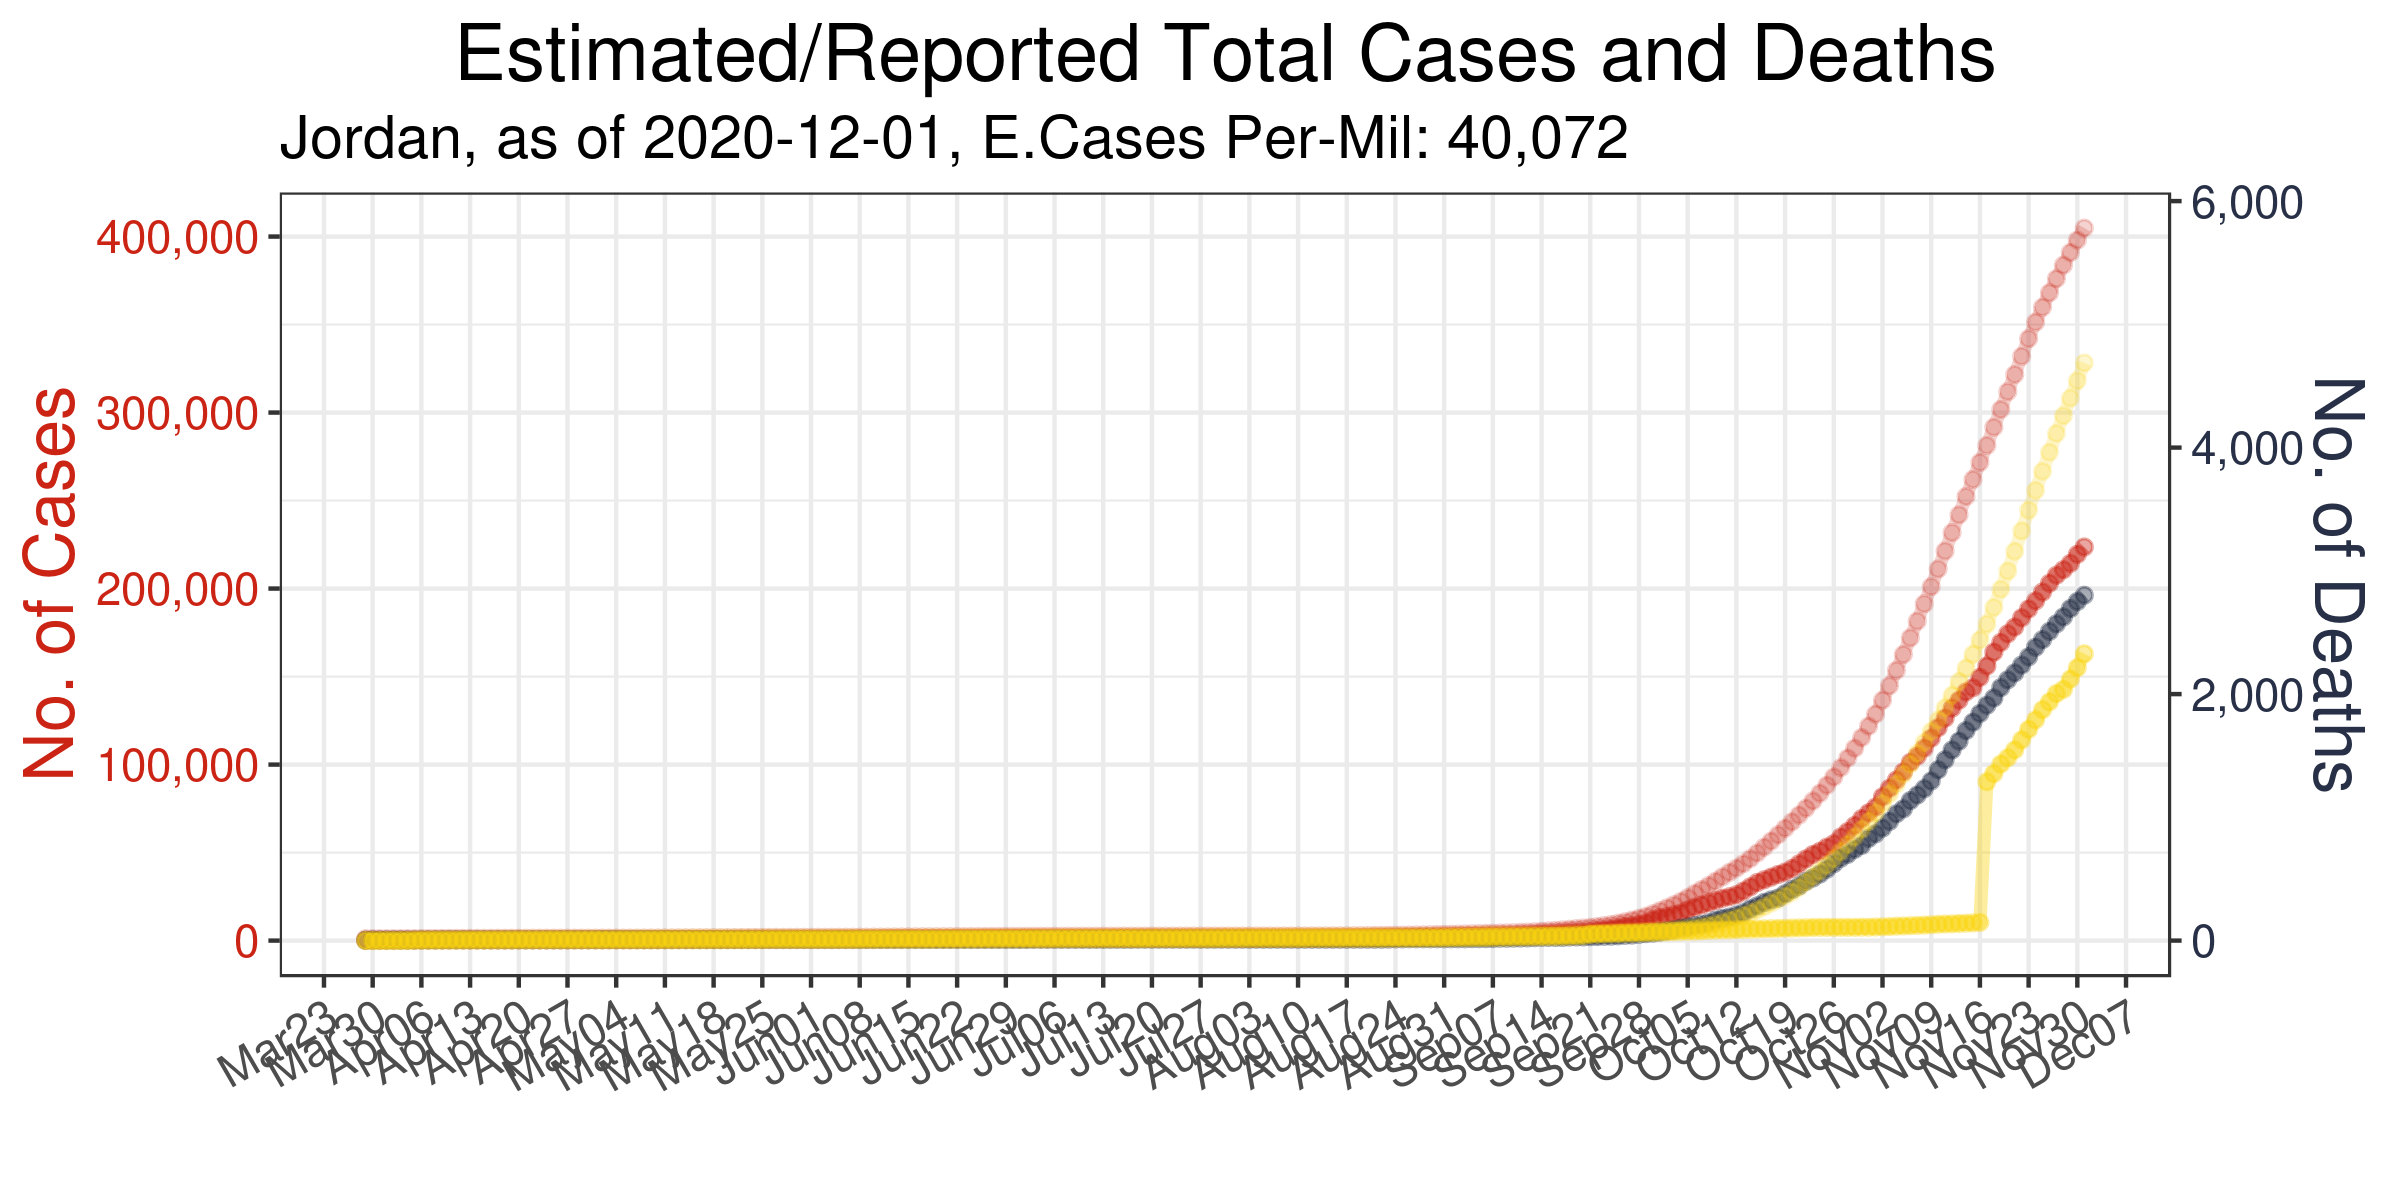 Estimated/Reported Total Cases and Deaths
Jordan, as of 2020-12-01, E.Cases Per-Mil: 40,072
No. of Cases
400,000
300,000
200,000
100,000
0
6,000
4,000
2,000
0
No. of Deaths
Mar23
Mar30
Apr06
Apr13
Apr20
Apr27
May04
May11
May18
May25
Jun01
Jun08
Jun15
Jun22
Jun29
Jul06
Jul13
Jul20
Jul27
Aug03
Aug10
Aug17
Aug24
Aug31
Sep07
Sep14
Sep21
Sep28
Oct05
Oct12
Oct19
Oct26
Nov02
Nov09
Nov16
Nov23
Nov30
Dec07